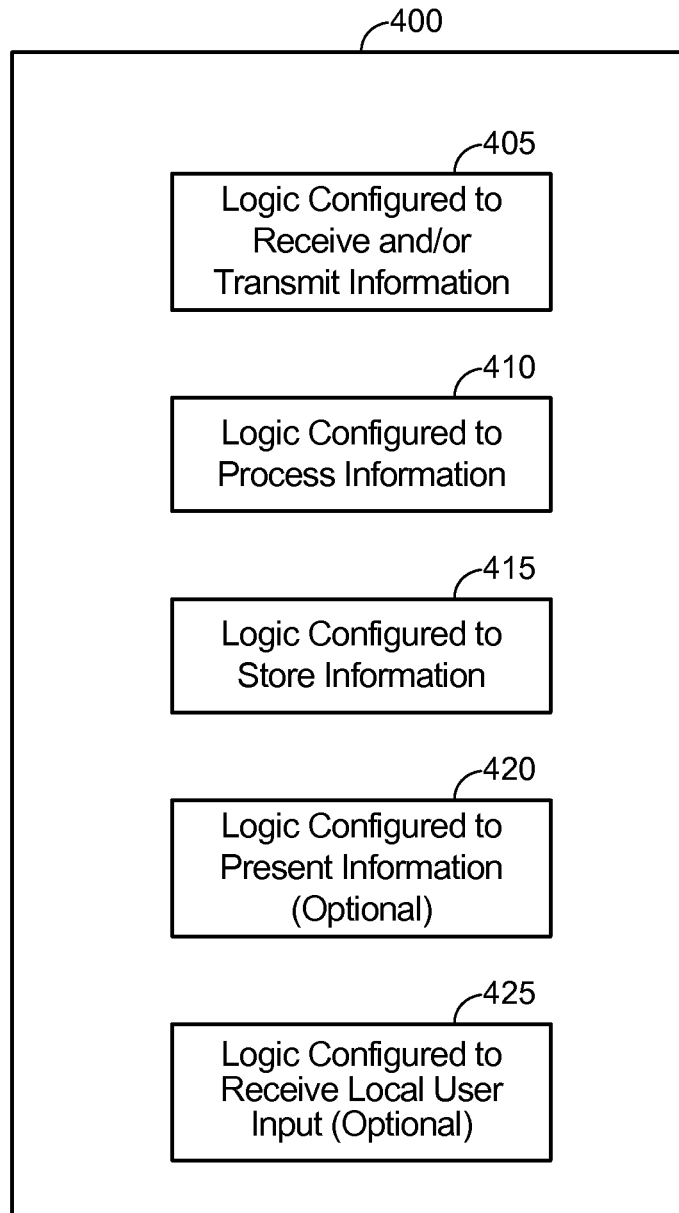 400
405
Logic Configured to
Receive and/or
Transmit Information
410
Logic Configured to
Process Information
415
Logic Configured to
Store Information
420
Logic Configured to
Present Information
(Optional)
425
Logic Configured to
Receive Local User
Input (Optional)